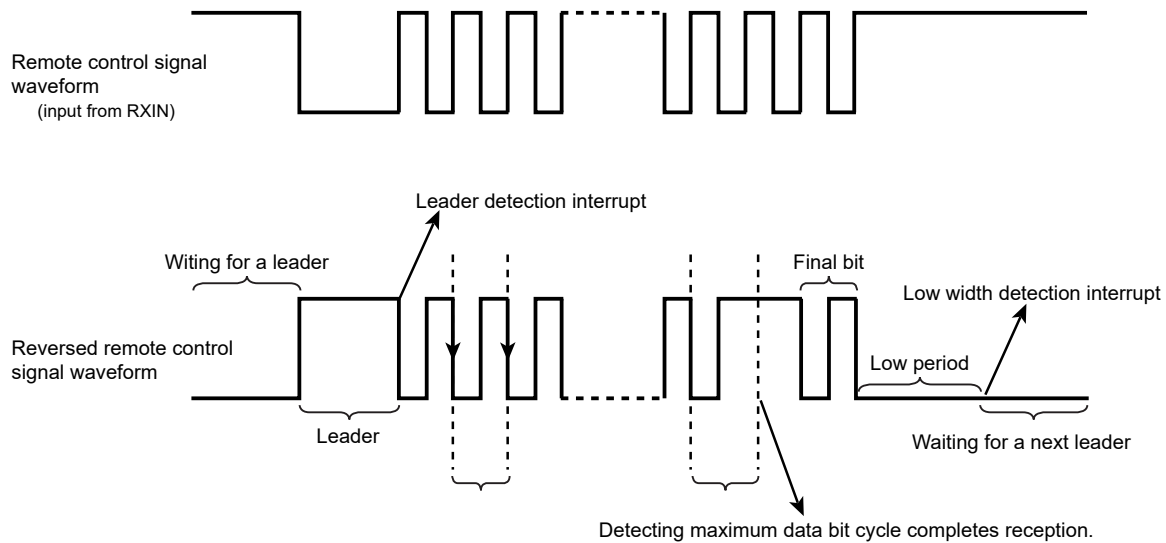 Remote control signal
waveform
(input from RXIN)
Leader detection interrupt
Witing for a leader
Final bit
Low width detection interrupt
Reversed remote control
signal waveform
Low period
Leader
Waiting for a next leader
Detecting maximum data bit cycle completes reception.